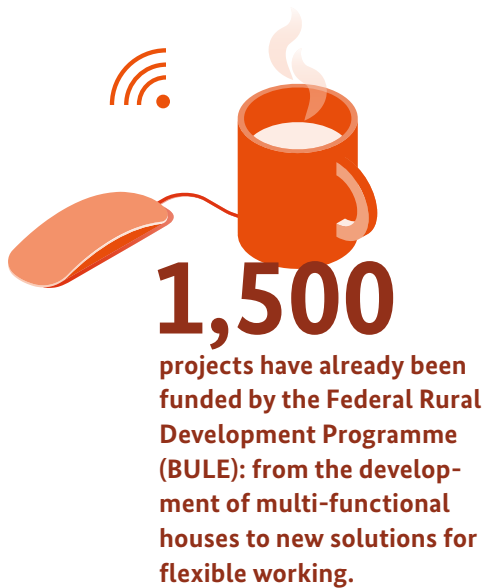 1,500
projects have already been
funded by the Federal Rural
Development Programme
(BULE): from the develop-
ment of multi-functional
houses to new solutions for
flexible working.